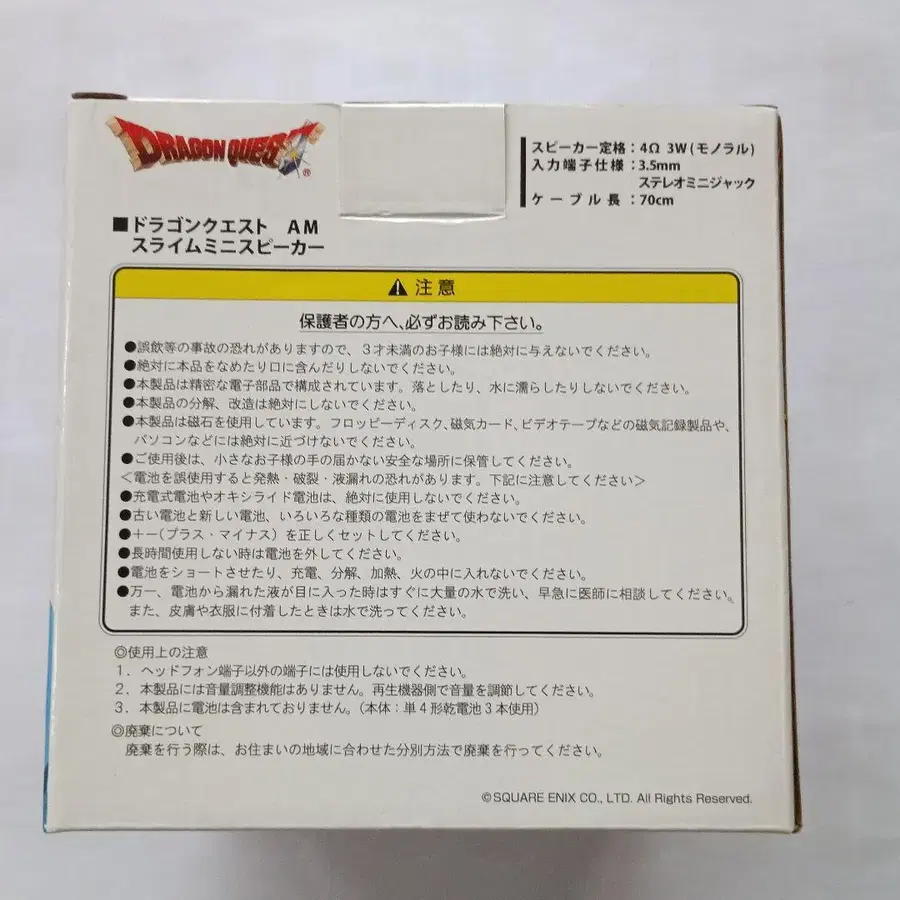 DRAGON QUEST®
■ドラゴンクエスト AM
スライムミニスピーカー
スピーカー定格：4Ω 3W(モノラル)
入力端子仕様：3.5mm
ステレオミニジャック
ケーブル長：70cm
⚠注意
保護者の方へ、必ずお読み下さい。
●誤飲等の事故の恐れがありますので、3才未満のお子様には絶対に与えないでください。
●絶対に本品をなめたり口に含んだりしないでください。
●本製品は精密な電子部品で構成されています。落としたり、水に濡らしたりしないでください。
●本製品の分解、改造は絶対にしないでください。
●本製品は磁石を使用しています。フロッピーディスク、磁気カード、ビデオテープなどの磁気記録製品や、
パソコンなどには絶対に近づけないでください。
●ご使用後は、小さなお子様の手の届かない安全な場所に保管してください。
＜電池を誤使用すると発熱・破裂・液漏れの恐れがあります。下記に注意してください＞
●充電式電池やオキシライド電池は、絶対に使用しないでください。
●古い電池と新しい電池、いろいろな種類の電池をまぜて使わないでください。
●＋－(プラス・マイナス）を正しくセットしてください。
●長時間使用しない時は電池を外してください。
●電池をショートさせたり、充電、分解、加熱、火の中に入れないでください。
●万一、電池から漏れた液が目に入った時はすぐに大量の水で洗い、早急に医師に相談してください。
また、皮膚や衣服に付着したときは水で洗ってください。
◎使用上の注意
1．ヘッドフォン端子以外の端子には使用しないでください。
2．本製品には音量調整機能はありません。再生機器側で音量を調節してください。
3．本製品に電池は含まれておりません。（本体：単4形乾電池3本使用）
◎廃棄について
廃棄を行う際は、お住まいの地域に合わせた分別方法で廃棄を行ってください。
©SQUARE ENIX CO., LTD. All Rights Reserved.